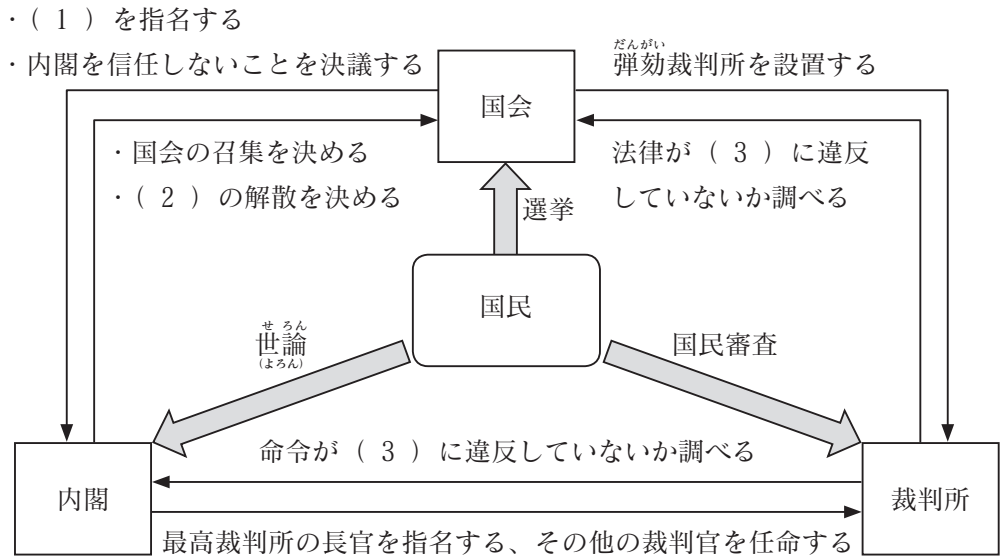 ・( 1 ) を指名する
・内閣を信任しないことを決議する
だんがい
弾劾裁判所を設置する
国会
・国会の召集を決める
・( 2 ) の解散を決める
法律が ( 3 ) に違反
していないか調べる
選挙
国民
せろん
世論
(よろん)
国民審査
命令が ( 3 ) に違反していないか調べる
内閣
裁判所
最高裁判所の長官を指名する、その他の裁判官を任命する